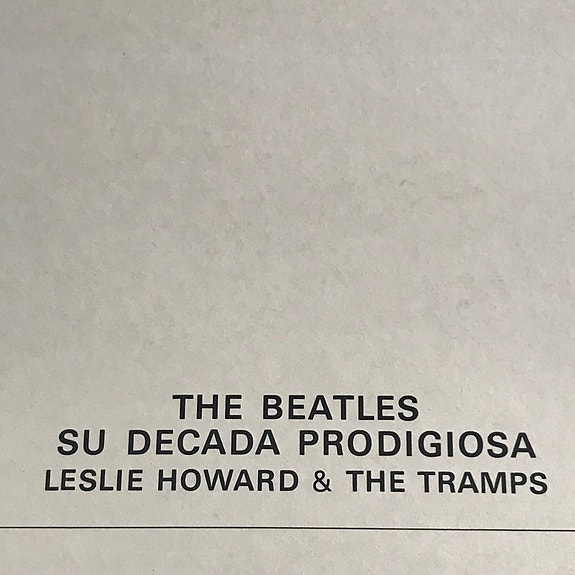 THE BEATLES
SU DECADA PRODIGIOSA
LESLIE HOWARD & THE TRAMPS